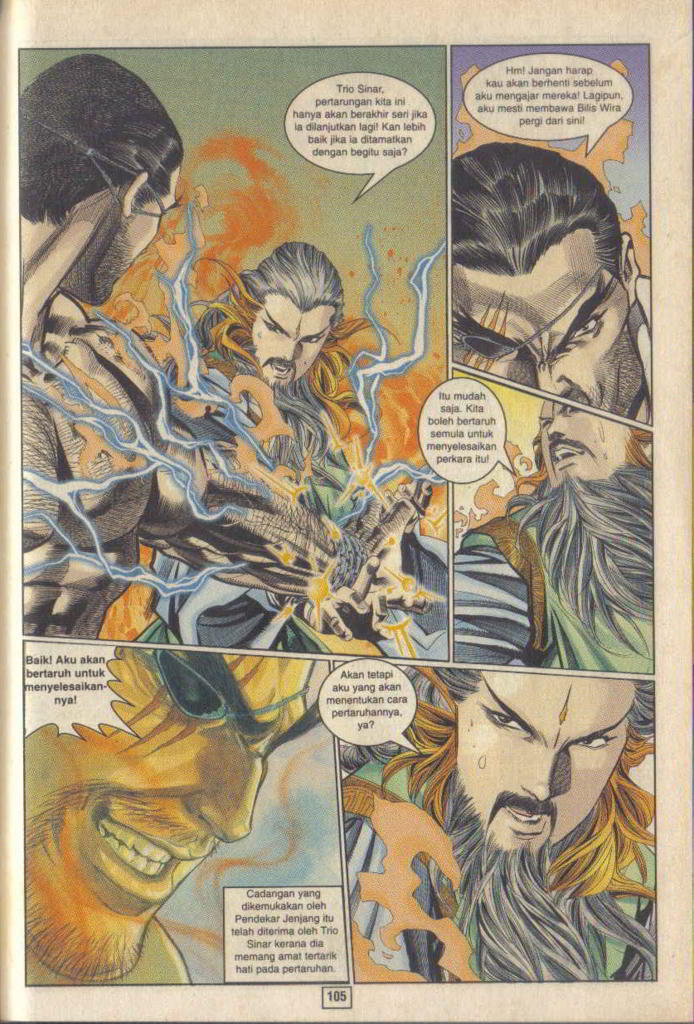 Trio Sinar,
pertarungan kita ini
hanya akan berakhir seri jika
ia dilanjutkan lagi! Kan lebih
baik jika ia ditamatkan
dengan begitu saja?
Hm! Jangan harap
kau akan berhenti sebelum
aku mengajar mereka! Lagipun,
aku mesti membawa Bilis Wira
pergi dari sini!
Itu mudah
saja. Kita
boleh bertaruh
semula untuk
menyelesaikan
perkara itu!
Baik! Aku akan
bertaruh untuk
menyelesaikan-
nya!
Akan tetapi
aku yang akan
menentukan cara
pertaruhannya,
ya?
Cadangan yang
dikemukakan oleh
Pendekar Jenjang itu
telah diterima oleh Trio
Sinar kerana dia
memang amat tertarik
hati pada pertaruhan.
105